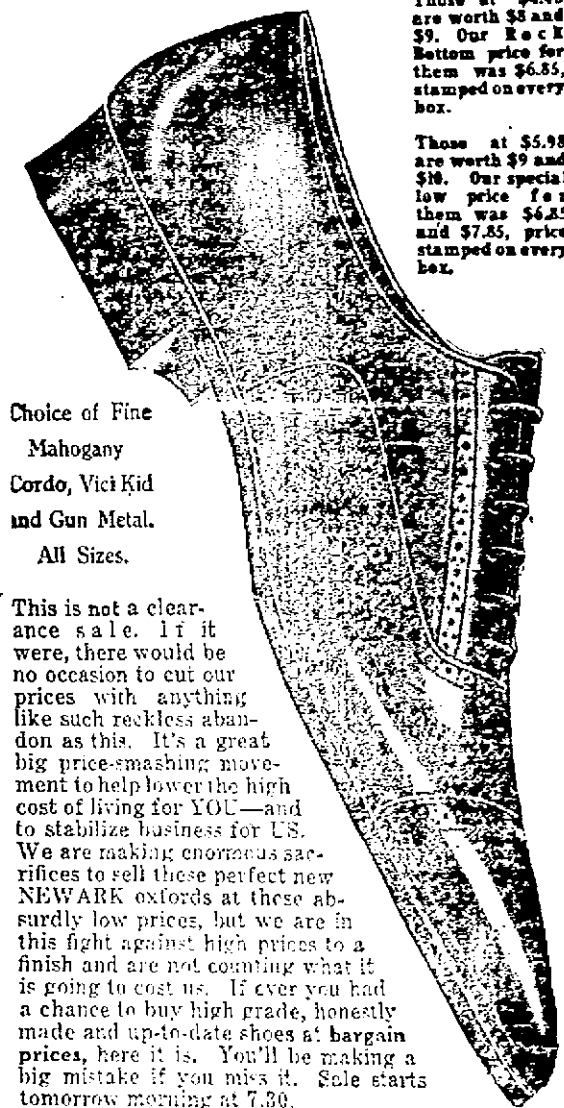 are worth $8 and
$9. Our Rock
Bottom price for
them was $6.85,
stamped on every
box.
Those at $5.98
are worth $9 and
$10. Our special
low price for
them was $6.85
and $7.85, price
stamped on every
box.
Choice of Fine
Mahogany
Cordo, Vici Kid
and Gun Metal.
All Sizes.
This is not a clear-
ance sale. If it
were, there would be
no occasion to cut our
prices with anything
like such reckless aban-
don as this. It's a great
big price-smashing move-
ment to help lower the high
cost of living for YOU—and
to stabilize business for US.
We are making enormous sac-
rifices to sell these perfect new
NEWARK oxfords at these ab-
surdly low prices, but we are in
this fight against high prices to a
finish and are not counting what it
is going to cost us. If ever you had
a chance to buy high grade, honestly
made and up-to-date shoes at bargain
prices, here it is. You'll be making a
big mistake if you miss it. Sale starts
tomorrow morning at 7.30.